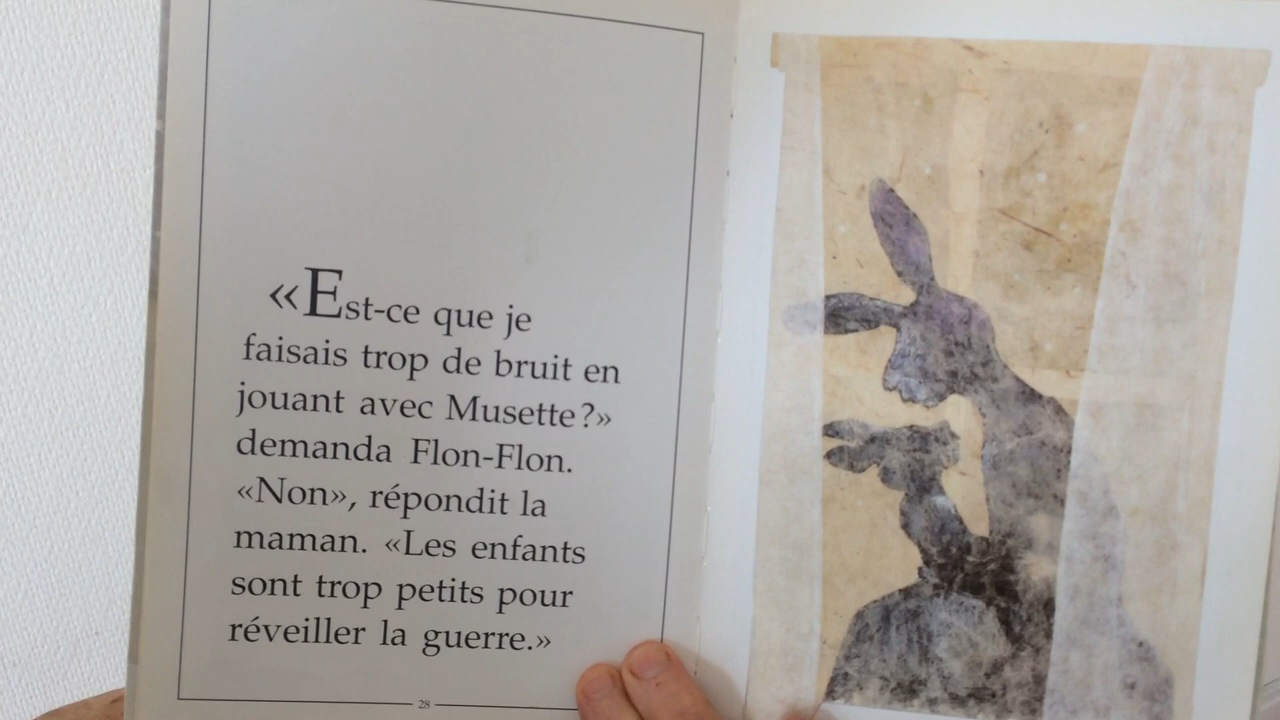 «Est-ce que je
faisais trop de bruit en
jouant avec Musette?»
demanda Flon-Flon.
«Non», répondit la
maman. «Les enfants
sont trop petits pour
réveiller la guerre.»
28